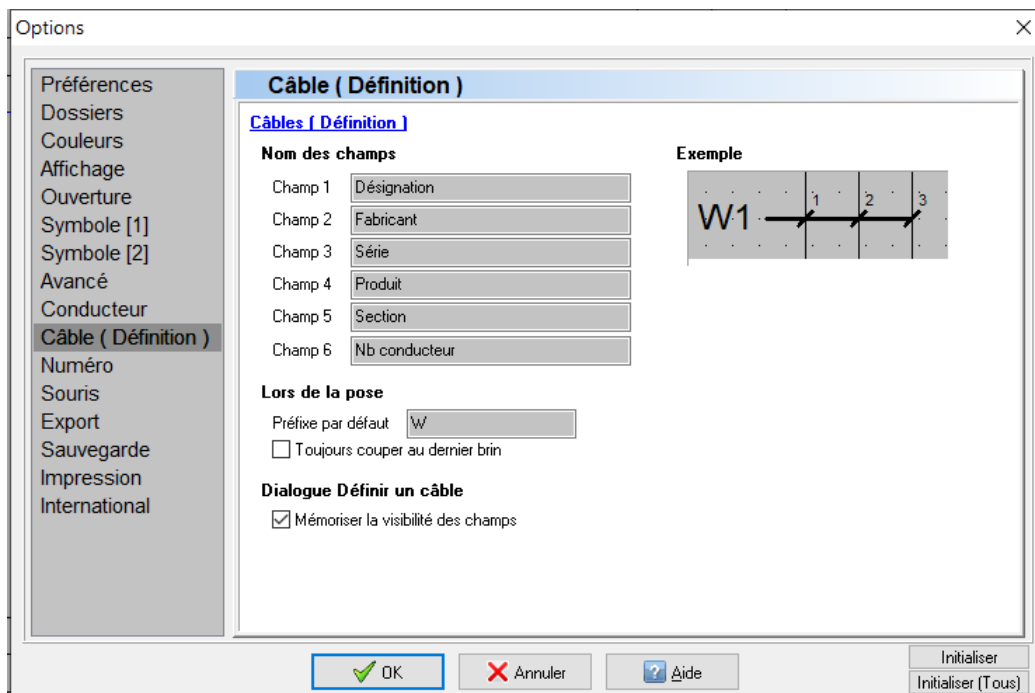 Options
Préférences
Dossiers
Couleurs
Affichage
Ouverture
Symbole [1]
Symbole [2]
Avancé
Conducteur
Câble ( Définition )
Numéro
Souris
Export
Sauvegarde
Impression
International
Câble ( Définition )
Câbles ( Définition )
Nom des champs
Champ 1 Désignation
Champ 2 Fabricant
Champ 3 Série
Champ 4 Produit
Champ 5 Section
Champ 6 Nb conducteur
Exemple
W1 1 2 3
Lors de la pose
Préfixe par défaut W
Toujours couper au dernier brin
Dialogue Définir un câble
Mémoriser la visibilité des champs
OK Annuler Aide
Initialiser
Initialiser (Tous)